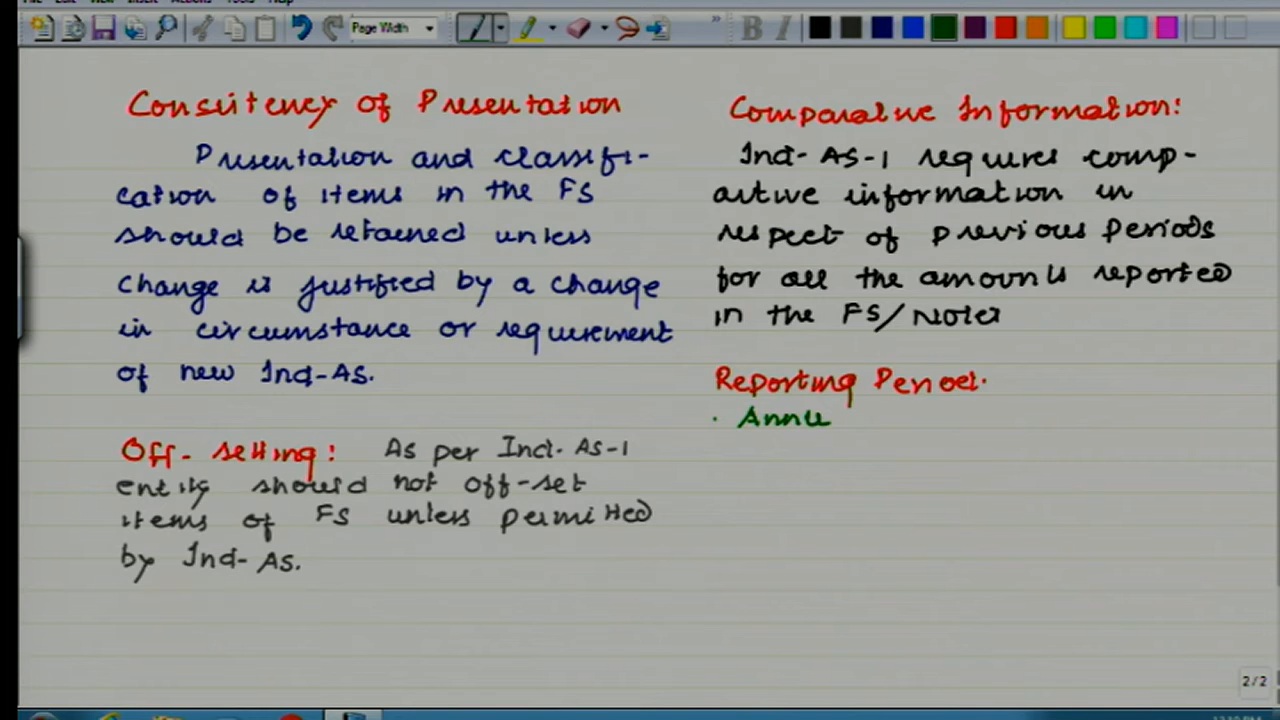 Page Width
Consistency of Presentation
Presentation and classifi-
cation of items in the FS
should be retained unless
change is justified by a change
in circumstance or requirement
of new Ind-AS.
Off-setting: As per Ind-AS-1
entity should not off-set
items of FS unless permitted
by Ind-AS.
Comparative Information:
Ind-AS-1 requires comp-
artive information in
respect of previous periods
for all the amounts reported
in the FS/Notes
Reporting Period.
· Annu
2/2